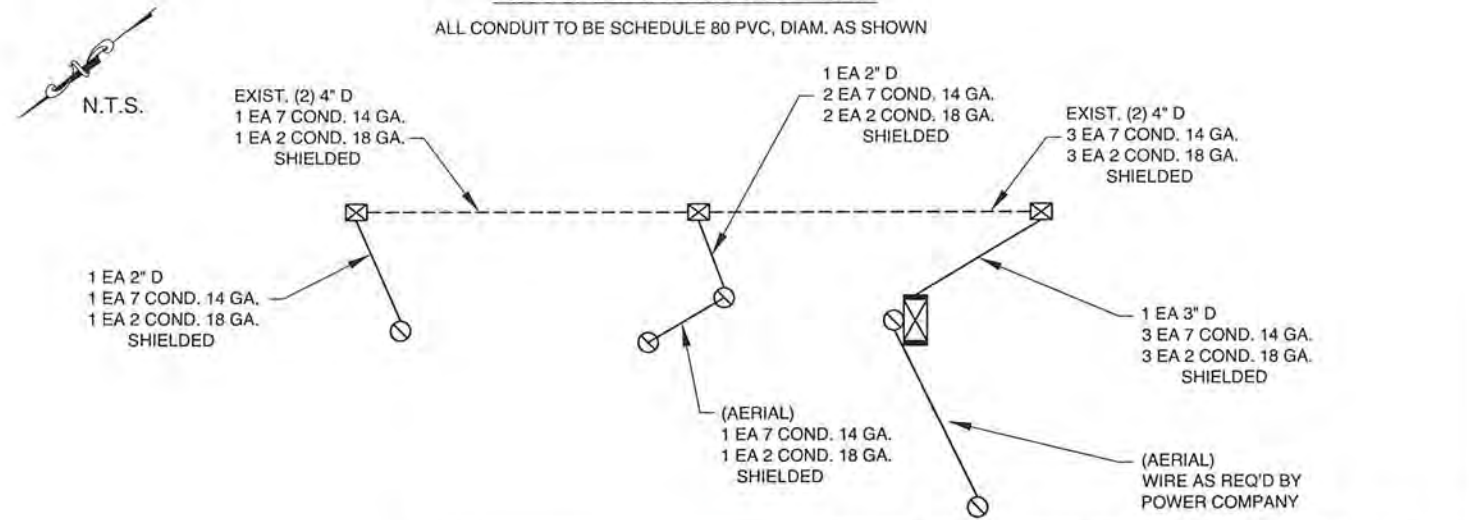 ALL CONDUIT TO BE SCHEDULE 80 PVC, DIAM. AS SHOWN
N.T.S.
EXIST. (2) 4" D
1 EA 7 COND. 14 GA.
1 EA 2 COND. 18 GA.
SHIELDED
1 EA 2" D
2 EA 7 COND, 14 GA.
2 EA 2 COND. 18 GA.
SHIELDED
EXIST. (2) 4" D
3 EA 7 COND. 14 GA.
3 EA 2 COND. 18 GA.
SHIELDED
1 EA 2" D
1 EA 7 COND. 14 GA.
1 EA 2 COND. 18 GA.
SHIELDED
1 EA 3" D
3 EA 7 COND. 14 GA.
3 EA 2 COND. 18 GA.
SHIELDED
(AERIAL)
1 EA 7 COND. 14 GA.
1 EA 2 COND. 18 GA.
SHIELDED
(AERIAL)
WIRE AS REQ'D BY
POWER COMPANY